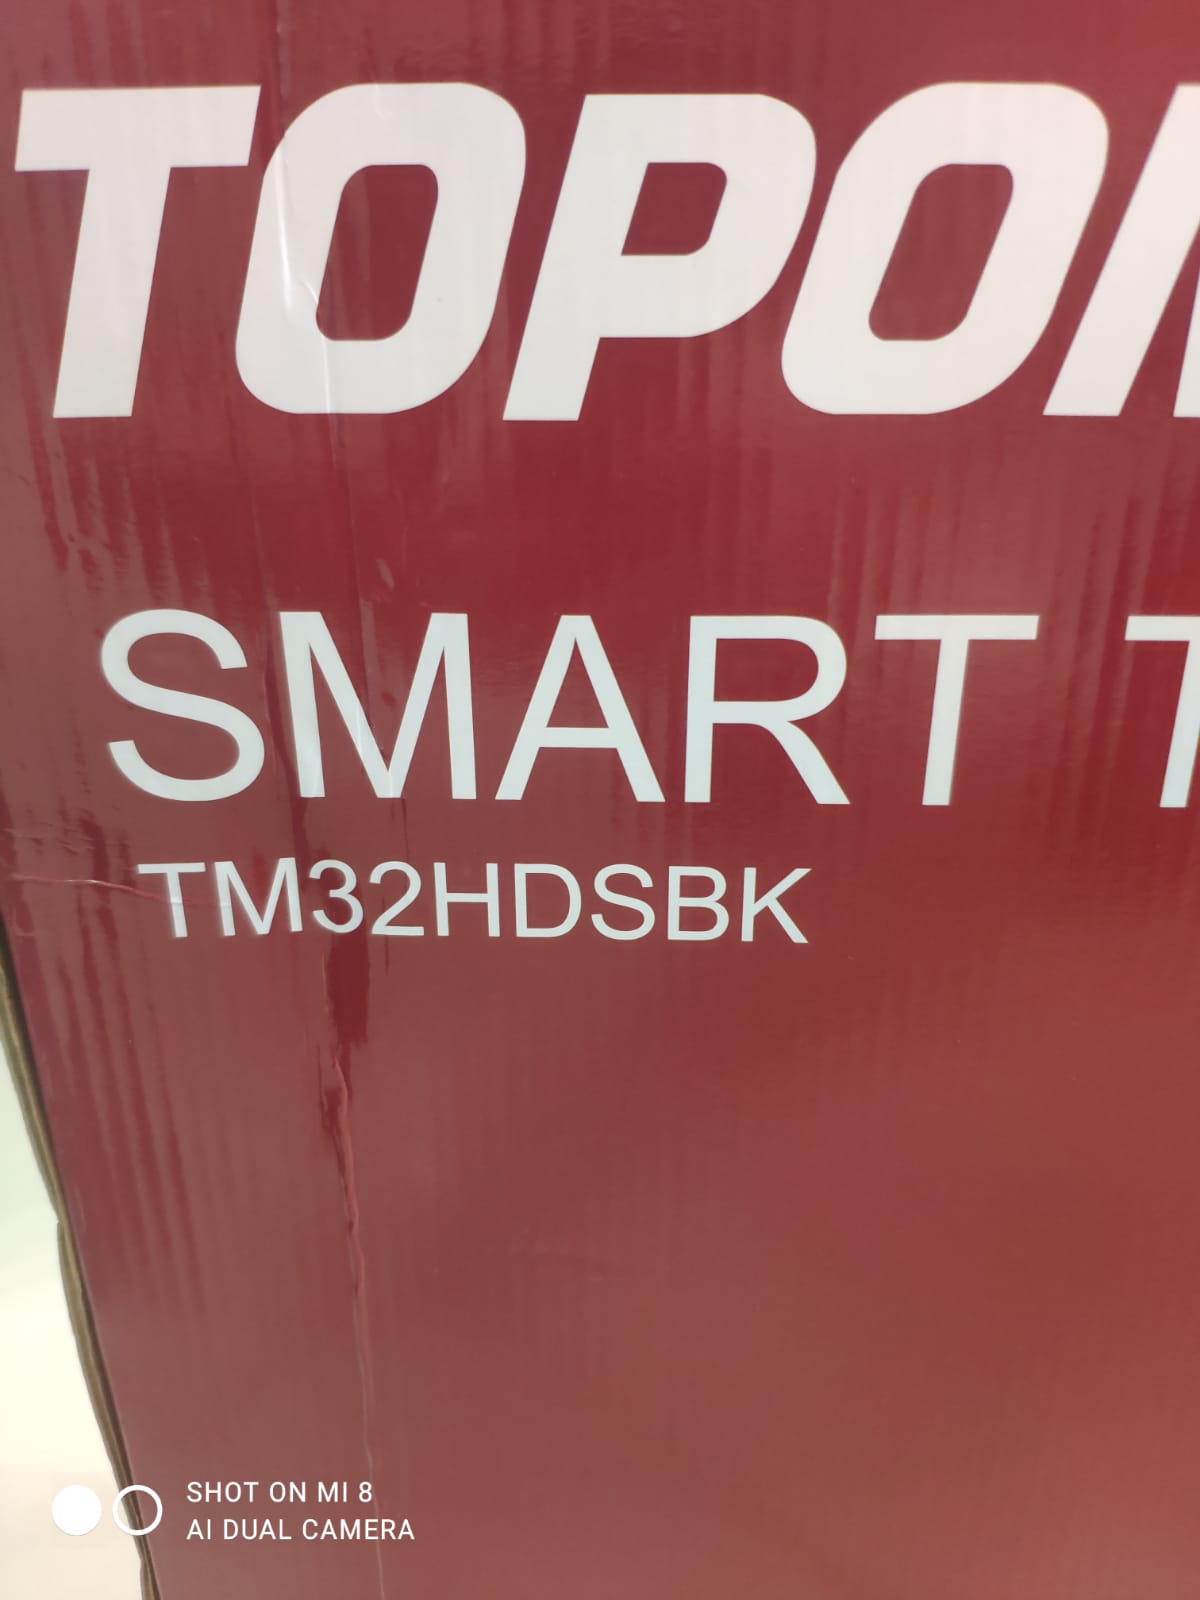 TOPO
SMART T
TM32HDSBK
SHOT ON MI 8
AI DUAL CAMERA